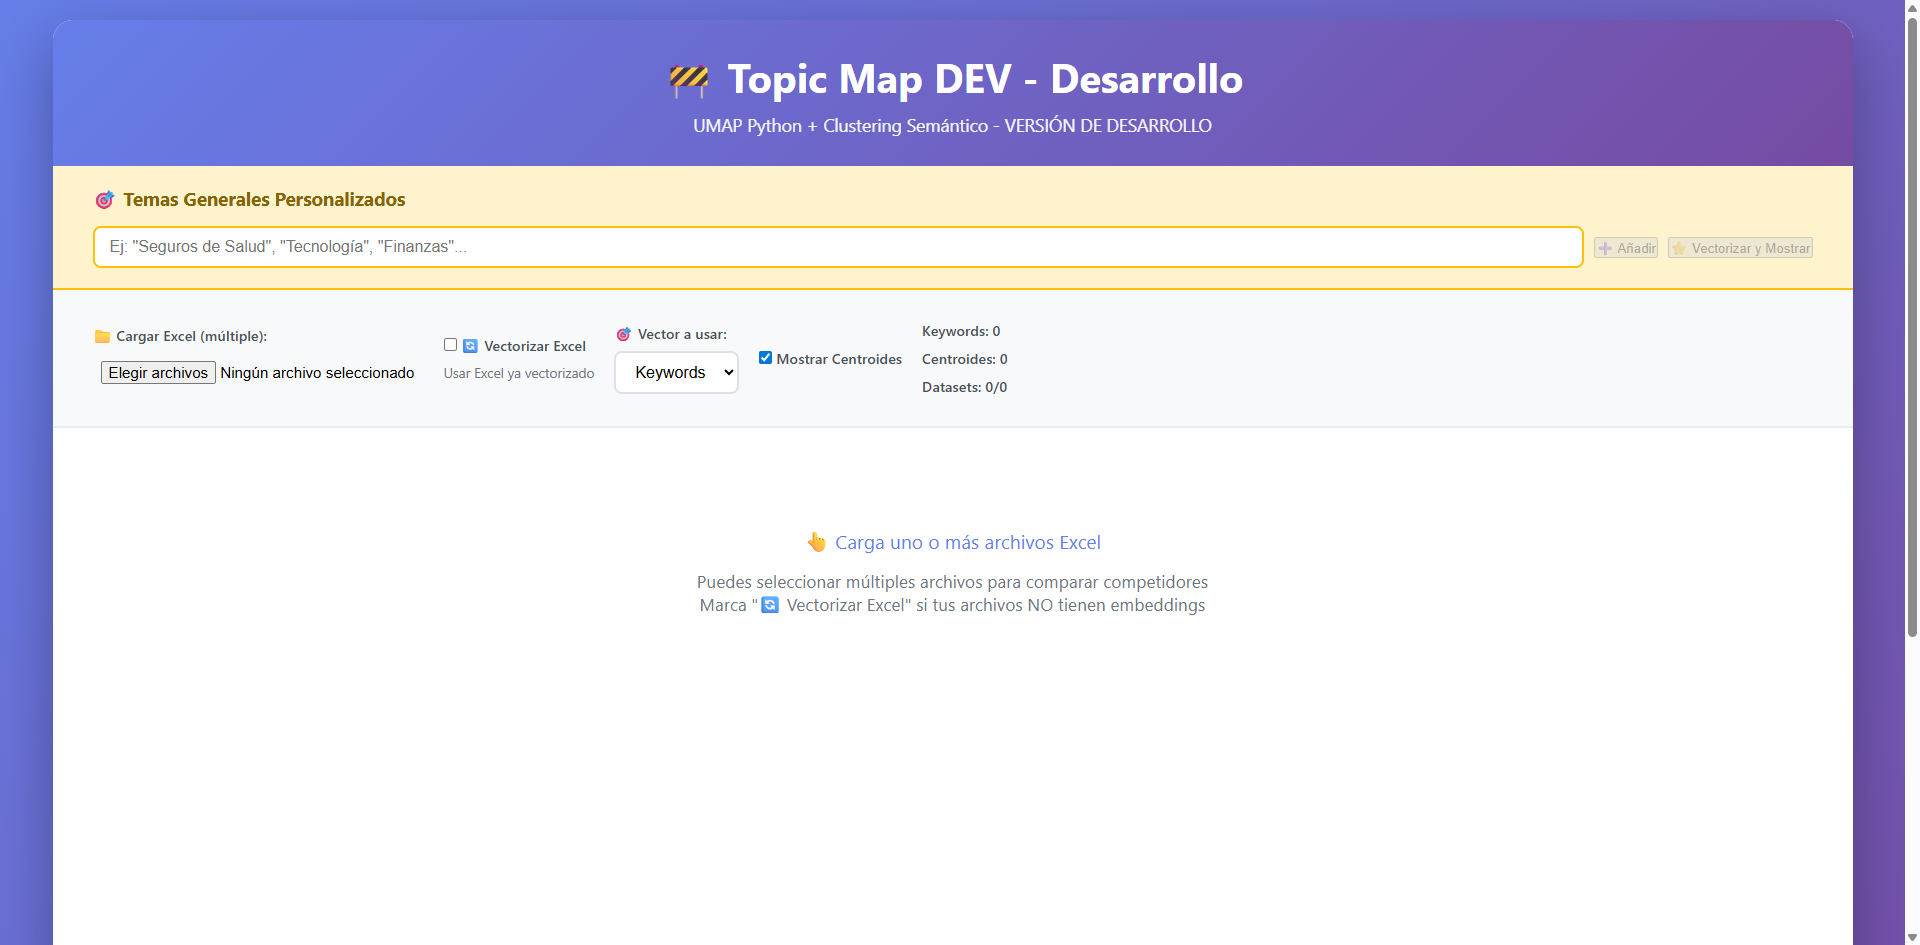 🚧 Topic Map DEV - Desarrollo
UMAP Python + Clustering Semántico - VERSIÓN DE DESARROLLO
🎯 Temas Generales Personalizados
Ej: "Seguros de Salud", "Tecnología", "Finanzas"...
➕ Añadir
⭐ Vectorizar y Mostrar
📁 Cargar Excel (múltiple):
Elegir archivos Ningún archivo seleccionado
🔄 Vectorizar Excel
Usar Excel ya vectorizado
🎯 Vector a usar:
Keywords
Mostrar Centroides
Keywords: 0
Centroides: 0
Datasets: 0/0
👆 Carga uno o más archivos Excel
Puedes seleccionar múltiples archivos para comparar competidores
Marca "🔄 Vectorizar Excel" si tus archivos NO tienen embeddings